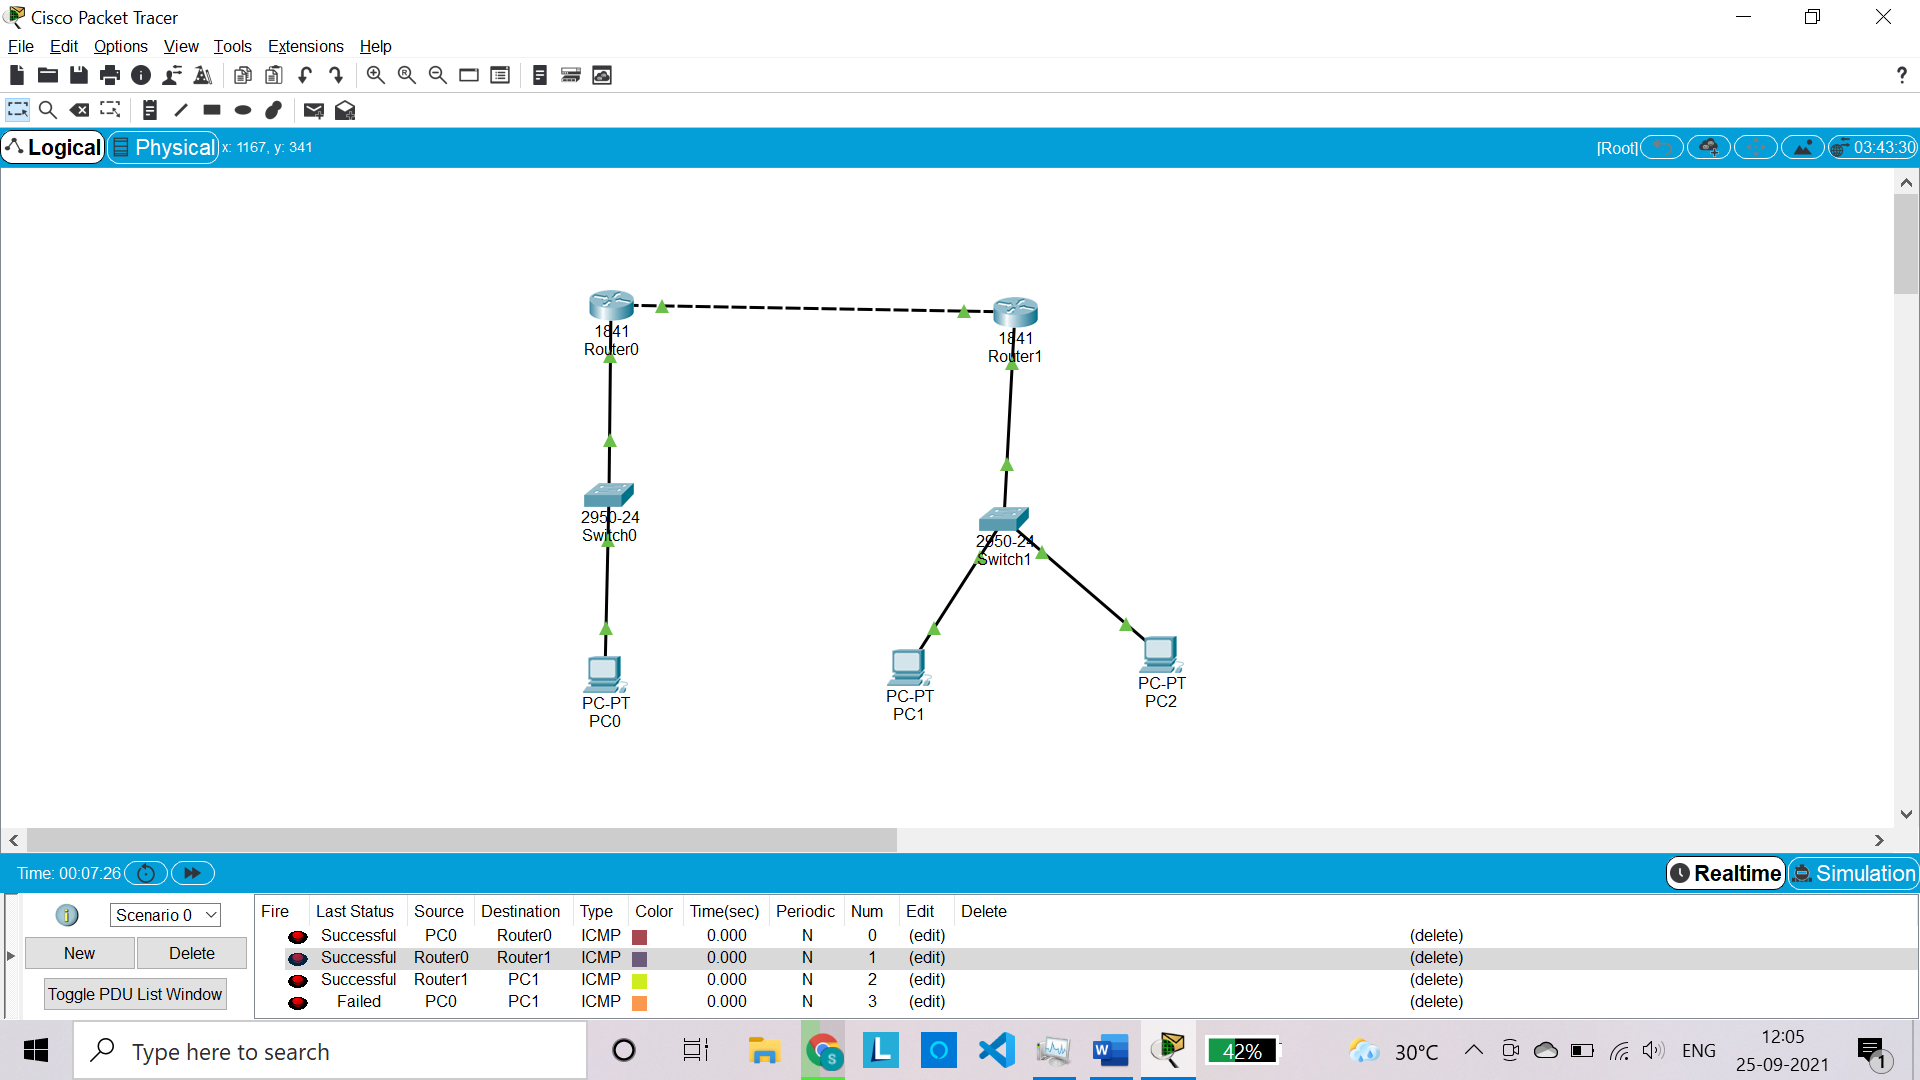 Cisco Packet Tracer
File Edit Options View Tools Extensions Help
?
Logical Physical x: 1167, y: 341 [Root] 03:43:30
1841
Router0
1841
Router1
2950-24
Switch0
2950-24
Switch1
PC-PT
PC0
PC-PT
PC1
PC-PT
PC2
Time: 00:07:26 Realtime Simulation
Scenario 0
New Delete
Toggle PDU List Window
Fire Last Status Source Destination Type Color Time(sec) Periodic Num Edit Delete
Successful PC0 Router0 ICMP 0.000 N 0 (edit) (delete)
Successful Router0 Router1 ICMP 0.000 N 1 (edit) (delete)
Successful Router1 PC1 ICMP 0.000 N 2 (edit) (delete)
Failed PC0 PC1 ICMP 0.000 N 3 (edit) (delete)
Type here to search
S
L
W
42%
30°C
ENG
12:05
25-09-2021
1